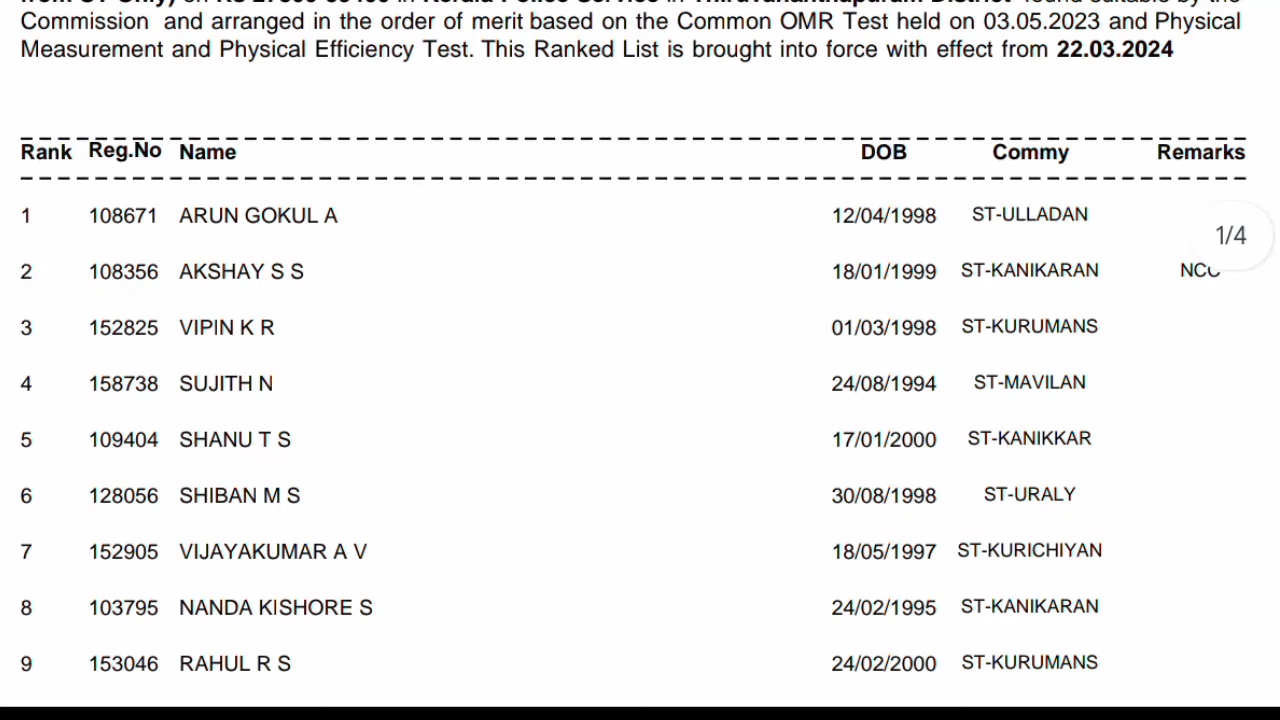 Commission and arranged in the order of merit based on the Common OMR Test held on 03.05.2023 and Physical
Measurement and Physical Efficiency Test. This Ranked List is brought into force with effect from 22.03.2024
Rank Reg.No Name DOB Commy Remarks
1 108671 ARUN GOKUL A 12/04/1998 ST-ULLADAN
1/4
2 108356 AKSHAY S S 18/01/1999 ST-KANIKARAN NCC
3 152825 VIPIN K R 01/03/1998 ST-KURUMANS
4 158738 SUJITH N 24/08/1994 ST-MAVILAN
5 109404 SHANU T S 17/01/2000 ST-KANIKKAR
6 128056 SHIBAN M S 30/08/1998 ST-URALY
7 152905 VIJAYAKUMAR A V 18/05/1997 ST-KURICHIYAN
8 103795 NANDA KISHORE S 24/02/1995 ST-KANIKARAN
9 153046 RAHUL R S 24/02/2000 ST-KURUMANS